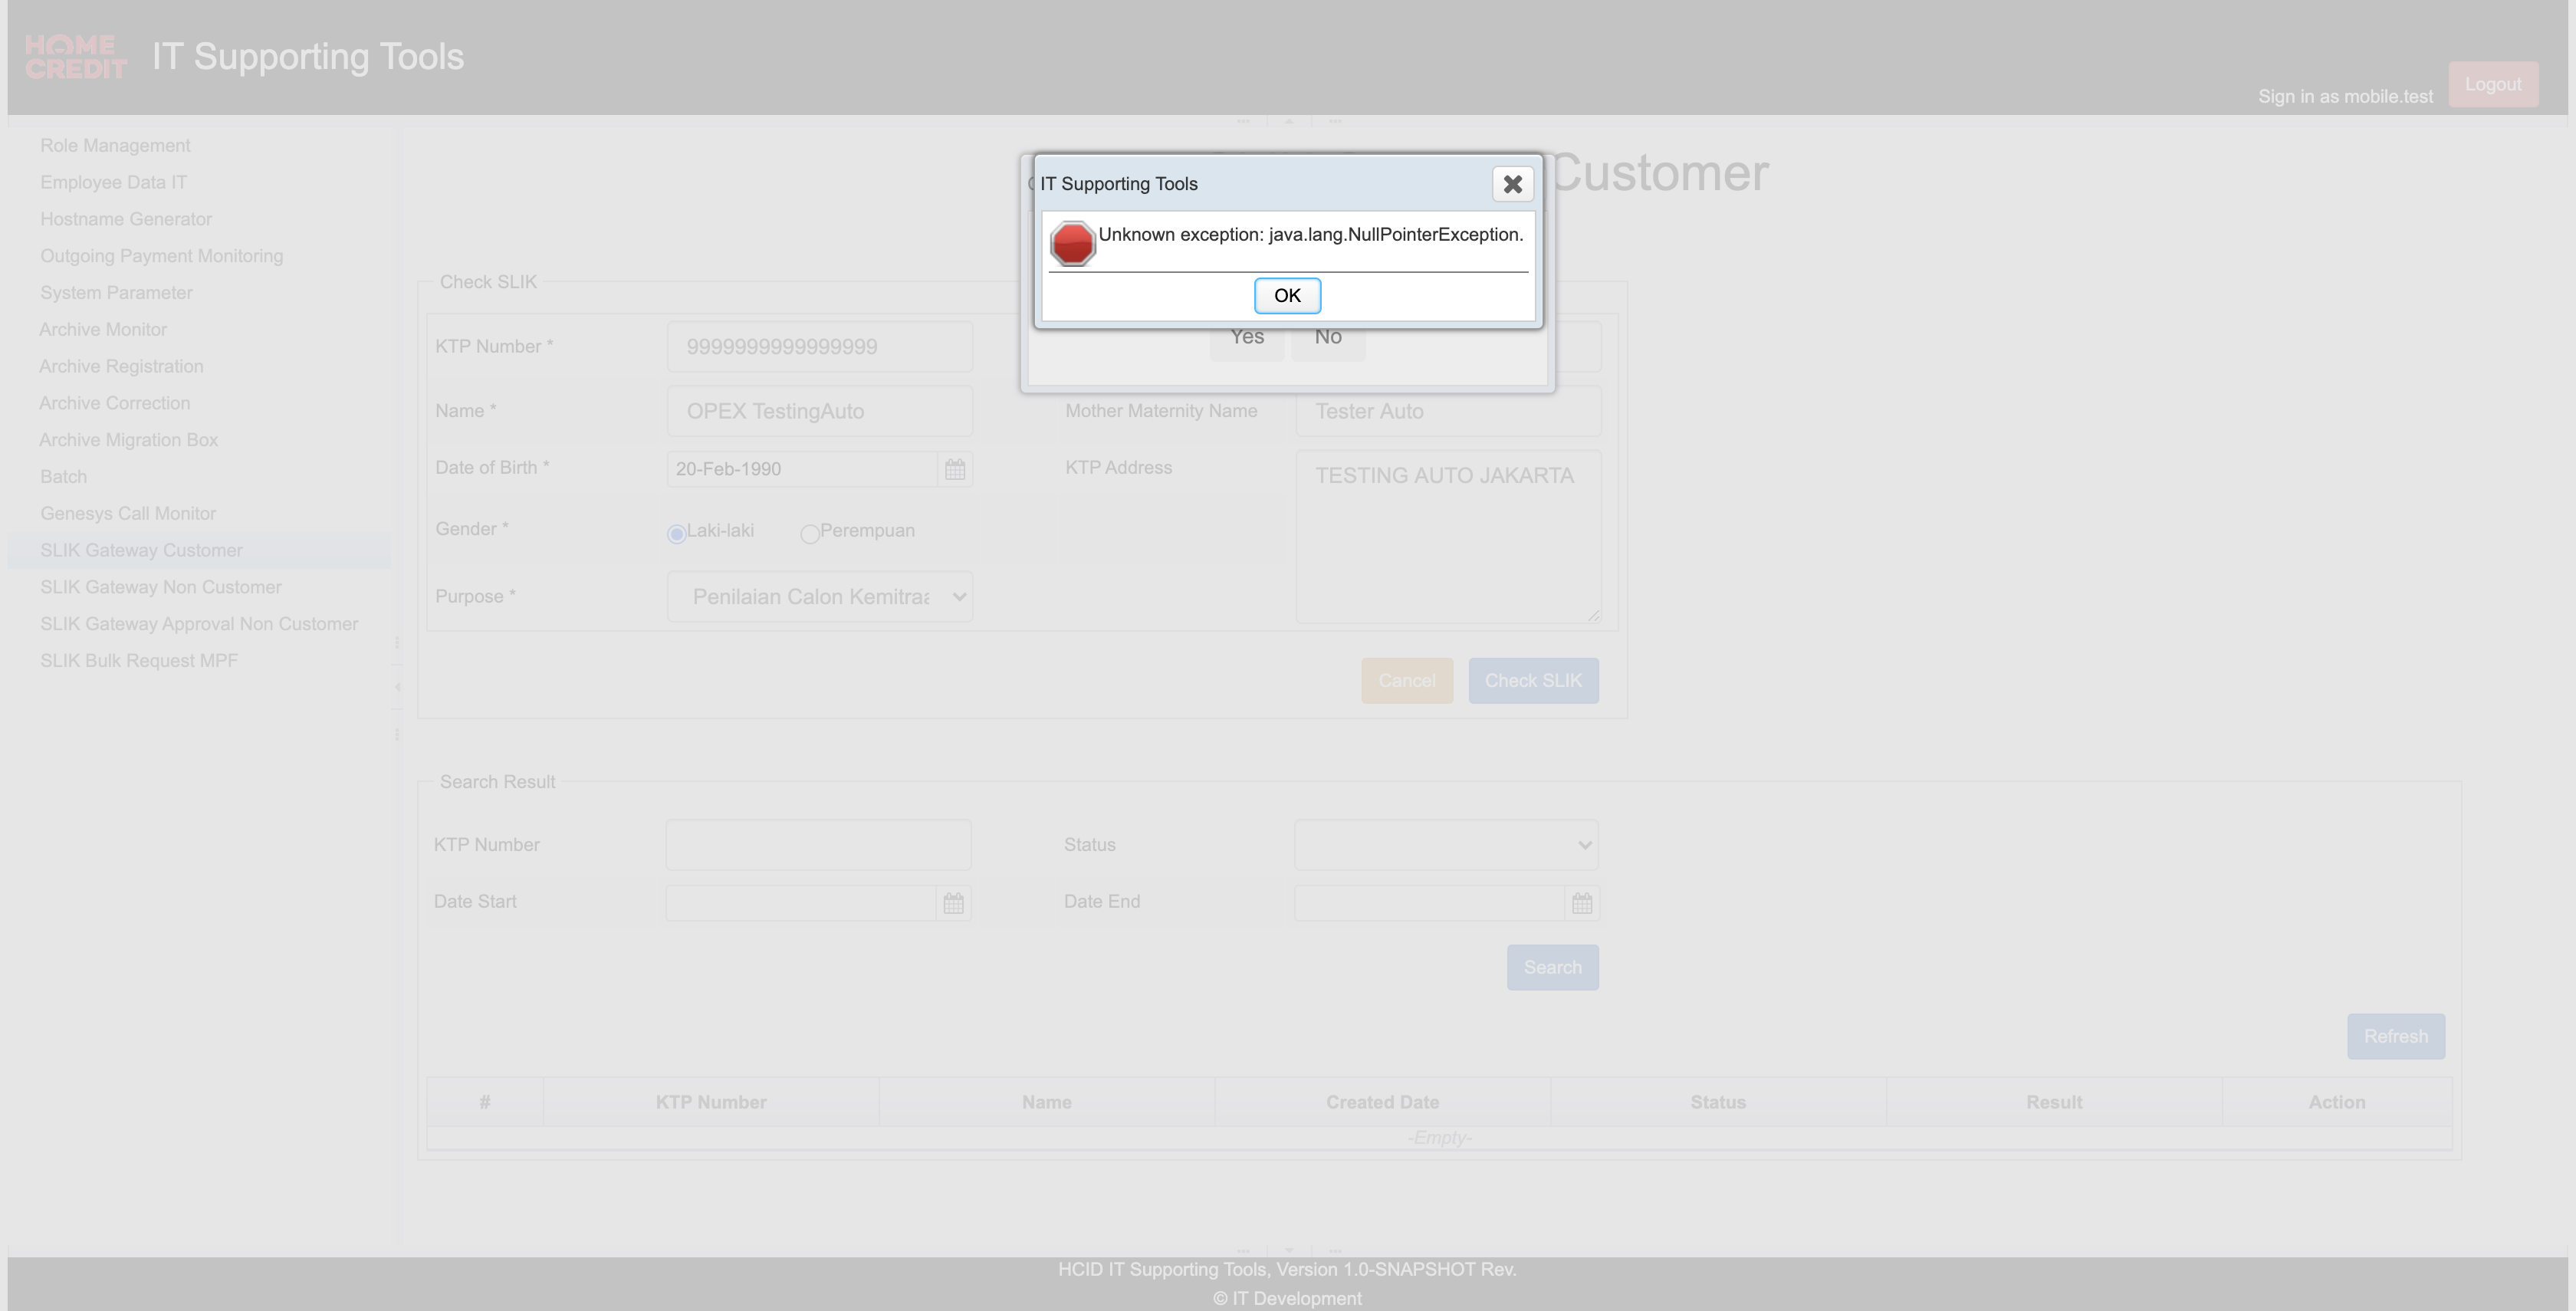 HOME
CREDIT
IT Supporting Tools
Sign in as mobile.test
Logout
Role Management
Employee Data IT
Hostname Generator
Outgoing Payment Monitoring
System Parameter
Archive Monitor
Archive Registration
Archive Correction
Archive Migration Box
Batch
Genesys Call Monitor
SLIK Gateway Customer
SLIK Gateway Non Customer
SLIK Gateway Approval Non Customer
SLIK Bulk Request MPF
Customer
IT Supporting Tools
Unknown exception: java.lang.NullPointerException.
OK
Yes No
Check SLIK
KTP Number * 9999999999999999
Name * OPEX TestingAuto Mother Maternity Name Tester Auto
Date of Birth * 20-Feb-1990 KTP Address TESTING AUTO JAKARTA
Gender * Laki-laki Perempuan
Purpose * Penilaian Calon
Cancel Check SLIK
Search Result
KTP Number Status
Date Start Date End
Search
Refresh
# KTP Number Name Created Date Status Result Action
-Empty-
HCID IT Supporting Tools, Version 1.0-SNAPSHOT Rev.
© IT Development